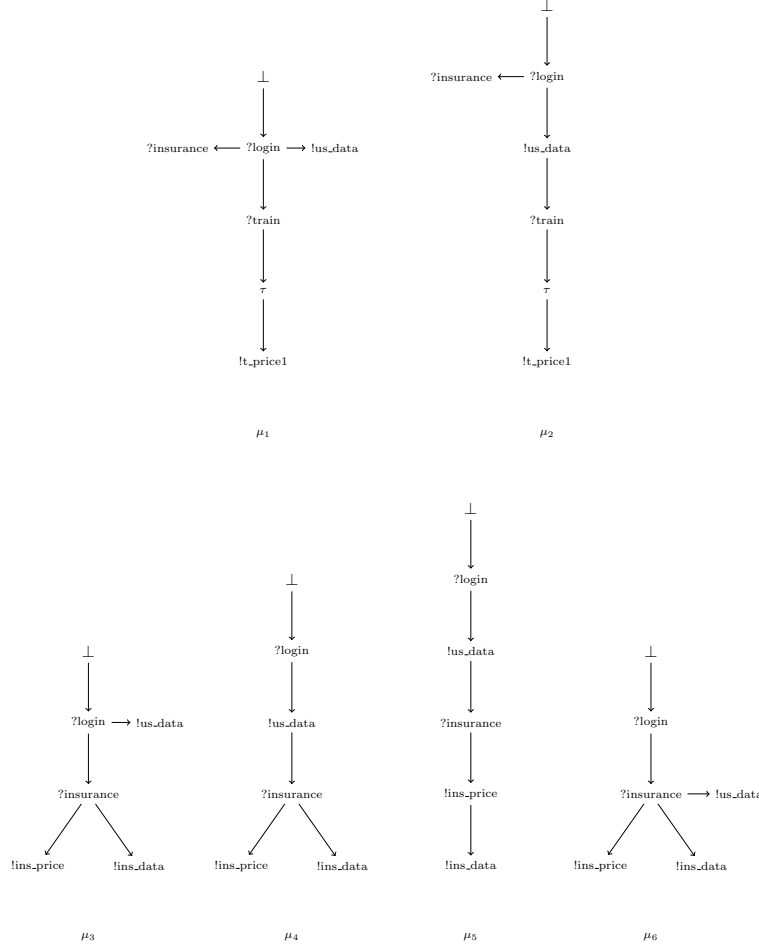 ⊥
?insurance ?login !us_data
?train
τ
!t_price1
μ1
⊥
?insurance ?login
!us_data
?train
τ
!t_price1
μ2
⊥
?login !us_data
?insurance
!ins_price !ins_data
μ3
⊥
?login
!us_data
?insurance
!ins_price !ins_data
μ4
⊥
?login
!us_data
?insurance
!ins_price
!ins_data
μ5
⊥
?login
?insurance !us_data
!ins_price !ins_data
μ6